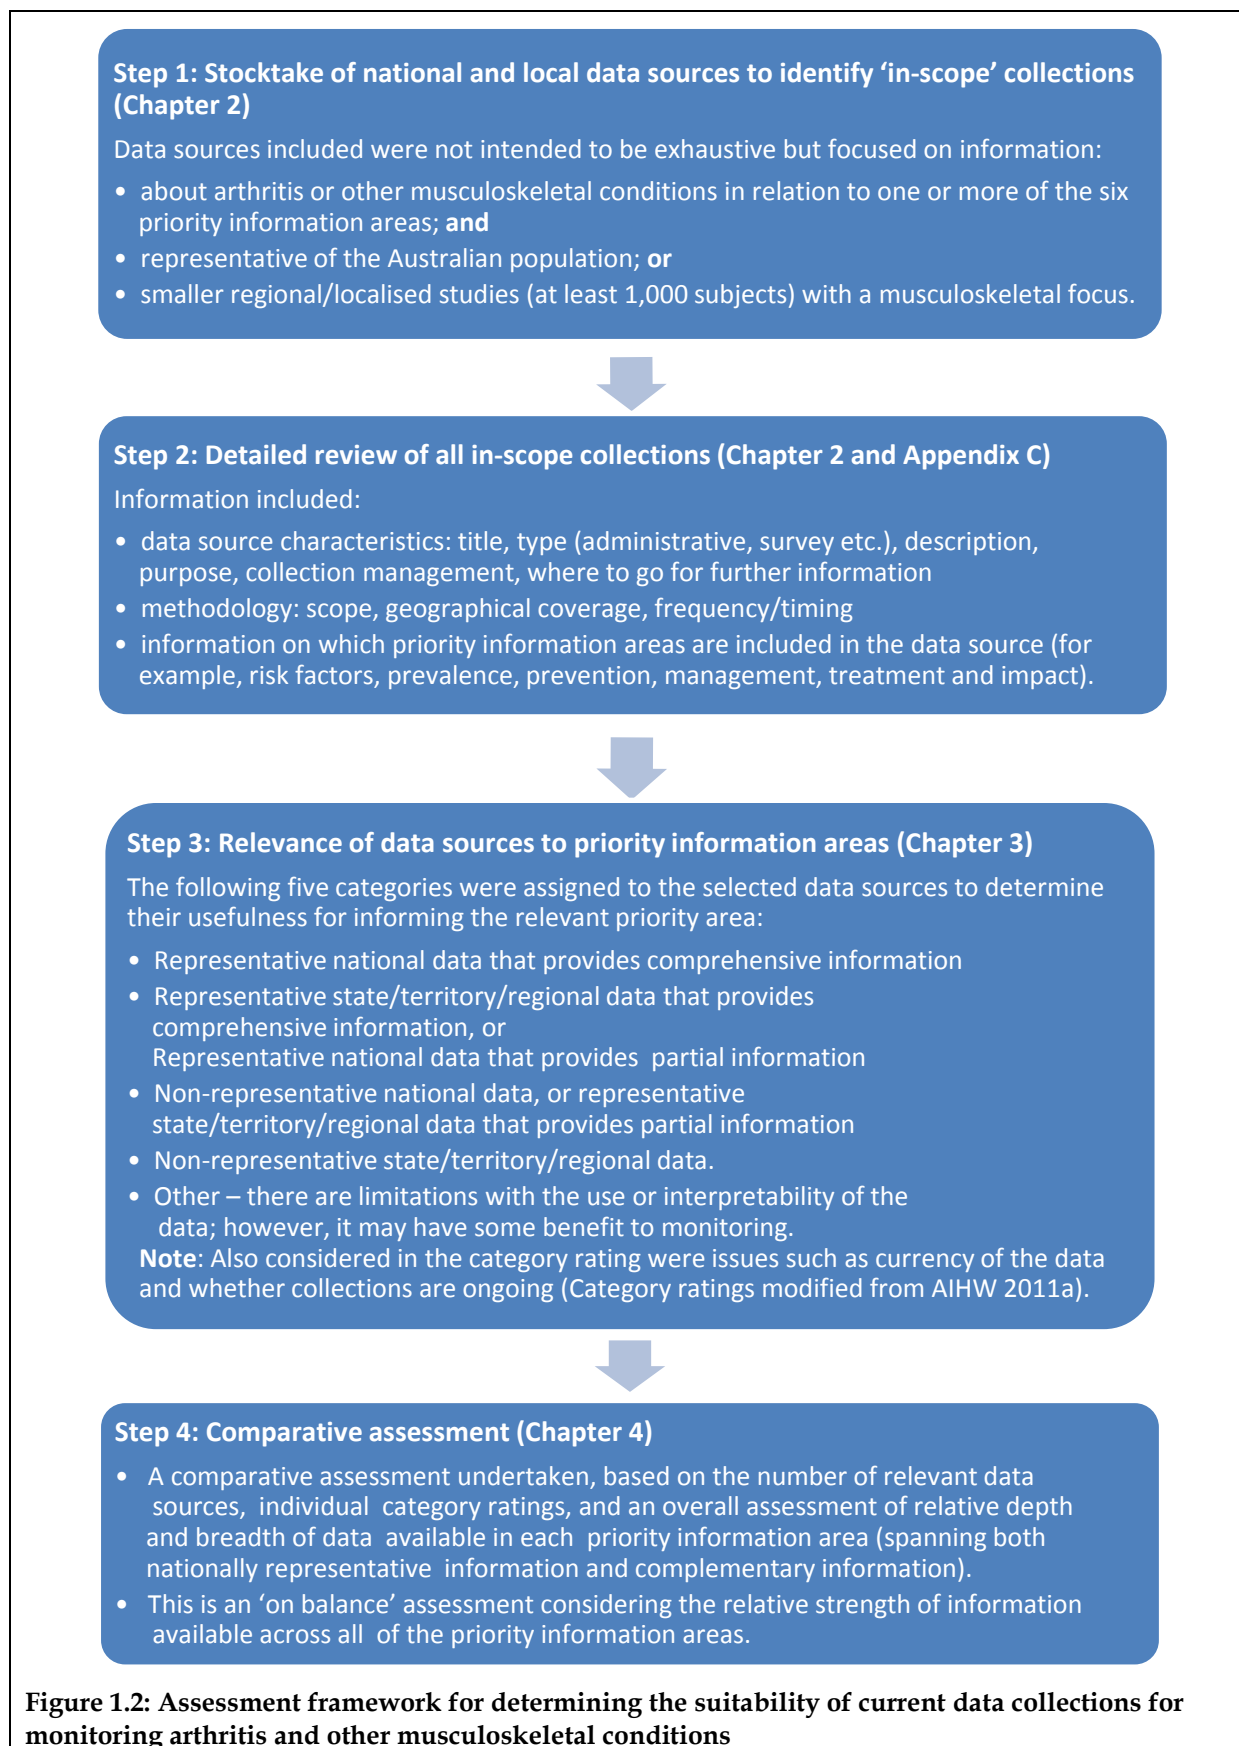 Step 1: Stocktake of national and local data sources to identify ‘in-scope’ collections
(Chapter 2)
Data sources included were not intended to be exhaustive but focused on information:
• about arthritis or other musculoskeletal conditions in relation to one or more of the six
priority information areas; and
• representative of the Australian population; or
• smaller regional/localised studies (at least 1,000 subjects) with a musculoskeletal focus.
Step 2: Detailed review of all in-scope collections (Chapter 2 and Appendix C)
Information included:
• data source characteristics: title, type (administrative, survey etc.), description,
purpose, collection management, where to go for further information
• methodology: scope, geographical coverage, frequency/timing
• information on which priority information areas are included in the data source (for
example, risk factors, prevalence, prevention, management, treatment and impact).
Step 3: Relevance of data sources to priority information areas (Chapter 3)
The following five categories were assigned to the selected data sources to determine
their usefulness for informing the relevant priority area:
• Representative national data that provides comprehensive information
• Representative state/territory/regional data that provides
comprehensive information, or
Representative national data that provides partial information
• Non-representative national data, or representative
state/territory/regional data that provides partial information
• Non-representative state/territory/regional data.
• Other – there are limitations with the use or interpretability of the
data; however, it may have some benefit to monitoring.
Note: Also considered in the category rating were issues such as currency of the data
and whether collections are ongoing (Category ratings modified from AIHW 2011a).
Step 4: Comparative assessment (Chapter 4)
• A comparative assessment undertaken, based on the number of relevant data
sources, individual category ratings, and an overall assessment of relative depth
and breadth of data available in each priority information area (spanning both
nationally representative information and complementary information).
• This is an ‘on balance’ assessment considering the relative strength of information
available across all of the priority information areas.
Figure 1.2: Assessment framework for determining the suitability of current data collections for
monitoring arthritis and other musculoskeletal conditions